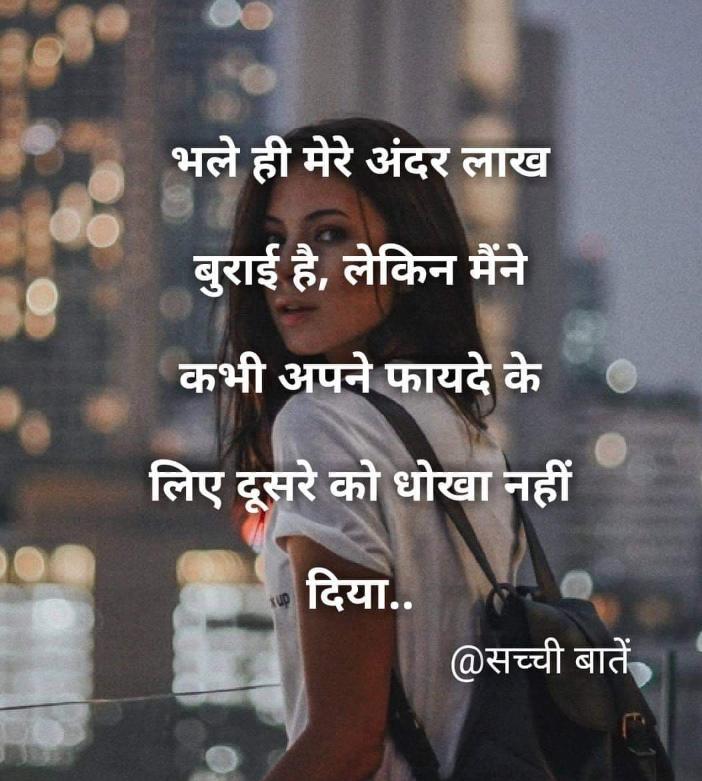 भले ही मेरे अंदर लाख
बुराई है, लेकिन मैंने
कभी अपने फायदे के
लिए दूसरे को धोखा नहीं
दिया..
@सच्ची बातें